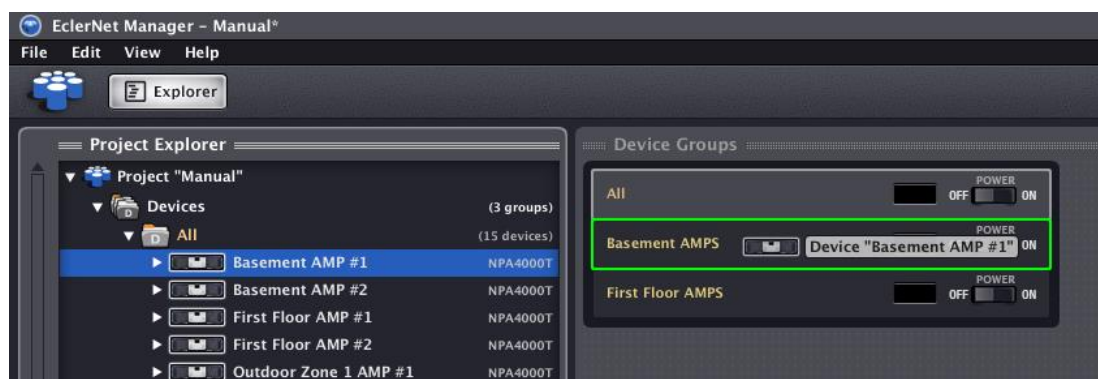 EclerNet Manager – Manual*
File Edit View Help
Explorer
Project Explorer
Project "Manual"
Devices (3 groups)
D All (15 devices)
Basement AMP #1 NPA4000T
Basement AMP #2 NPA4000T
First Floor AMP #1 NPA4000T
First Floor AMP #2 NPA4000T
Outdoor Zone 1 AMP #1 NPA4000T
Device Groups
POWER
All OFF ON
POWER
Basement AMPS Device "Basement AMP #1" ON
POWER
First Floor AMPS OFF ON